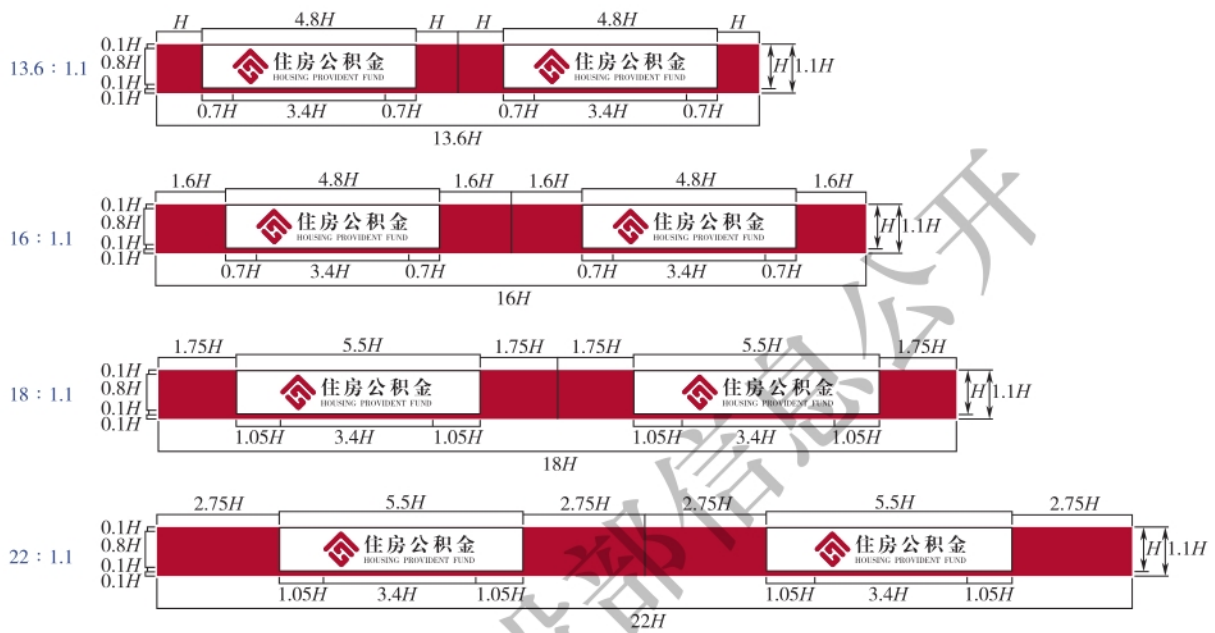 H 4.8H H H 4.8H H
0.1H
0.8H
0.1H
0.1H
13.6：1.1
住房公积金 住房公积金
HOUSING PROVIDENT FUND HOUSING PROVIDENT FUND
H 1.1H
0.7H 3.4H 0.7H 0.7H 3.4H 0.7H
13.6H
1.6H 4.8H 1.6H 1.6H 4.8H 1.6H
0.1H
0.8H
0.1H
0.1H
16：1.1
住房公积金 住房公积金
HOUSING PROVIDENT FUND HOUSING PROVIDENT FUND
H 1.1H
0.7H 3.4H 0.7H 0.7H 3.4H 0.7H
16H
1.75H 5.5H 1.75H 1.75H 5.5H 1.75H
0.1H
0.8H
0.1H
0.1H
18：1.1
住房公积金 住房公积金
HOUSING PROVIDENT FUND HOUSING PROVIDENT FUND
H 1.1H
1.05H 3.4H 1.05H 1.05H 3.4H 1.05H
18H
2.75H 5.5H 2.75H 2.75H 5.5H 2.75H
0.1H
0.8H
0.1H
0.1H
22：1.1
住房公积金 住房公积金
HOUSING PROVIDENT FUND HOUSING PROVIDENT FUND
H 1.1H
1.05H 3.4H 1.05H 1.05H 3.4H 1.05H
22H
部信息公开